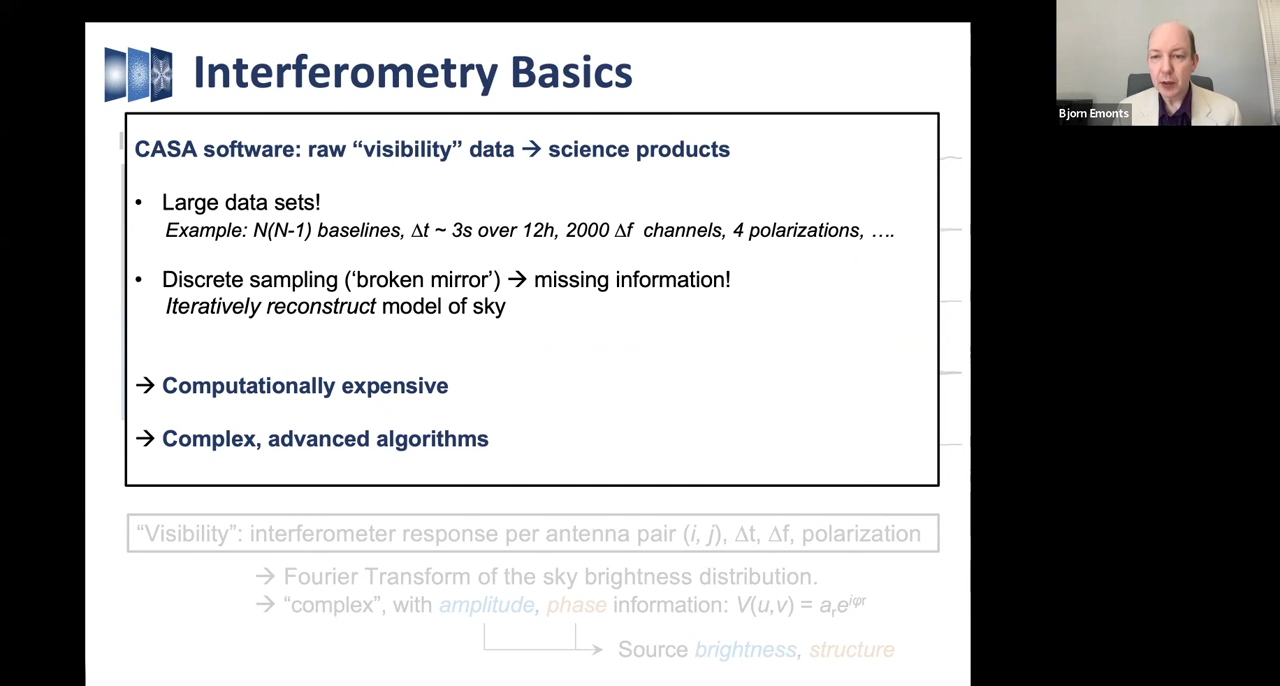 Interferometry Basics
CASA software: raw “visibility” data → science products
• Large data sets!
Example: N(N-1) baselines, Δt ~ 3s over 12h, 2000 Δf channels, 4 polarizations, ….
• Discrete sampling (‘broken mirror’) → missing information!
Iteratively reconstruct model of sky
→ Computationally expensive
→ Complex, advanced algorithms
“Visibility”: interferometer response per antenna pair (i, j), Δt, Δf, polarization
→ Fourier Transform of the sky brightness distribution.
→ “complex”, with amplitude, phase information: V(u,v) = aᵣeⁱᵠʳ
Source brightness, structure
Bjorn Emonts